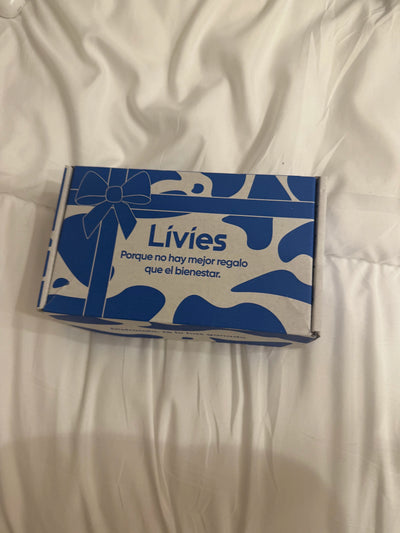 Livies
Porque no hay mejor regalo
que el bienestar.